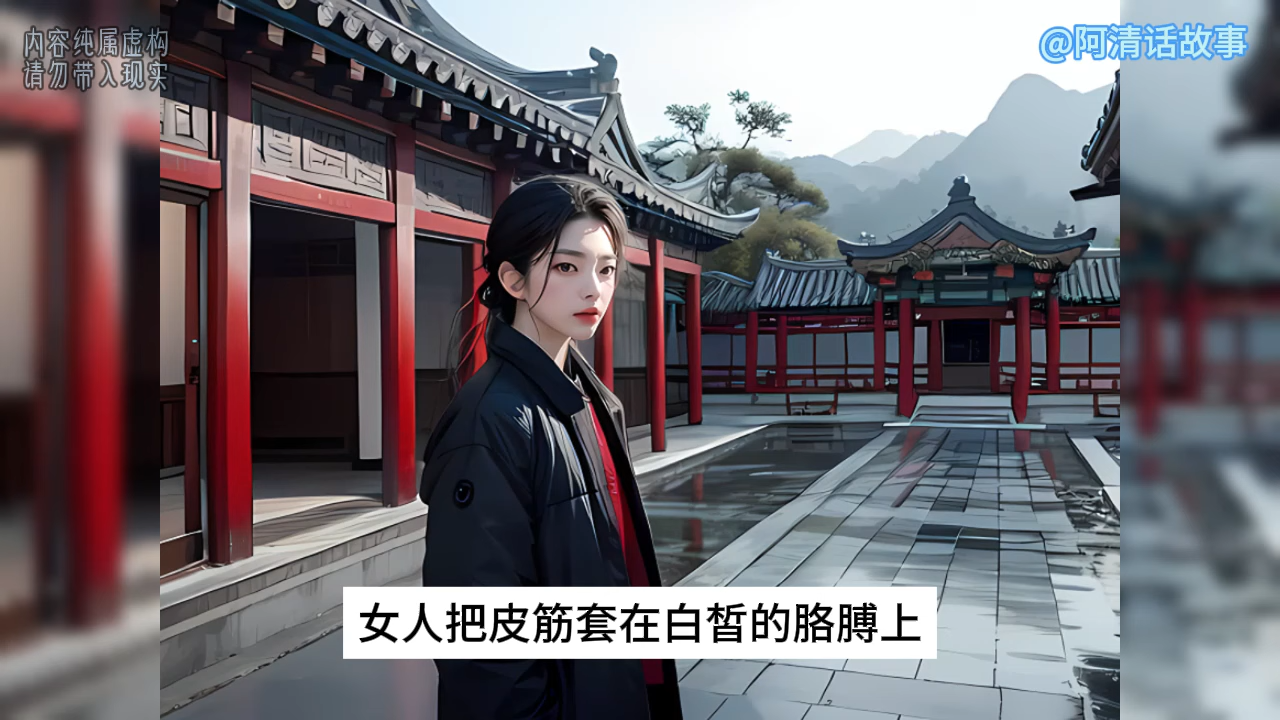 内容纯属虚构
请勿带入现实
@阿清话故事
女人把皮筋套在白皙的胳膊上